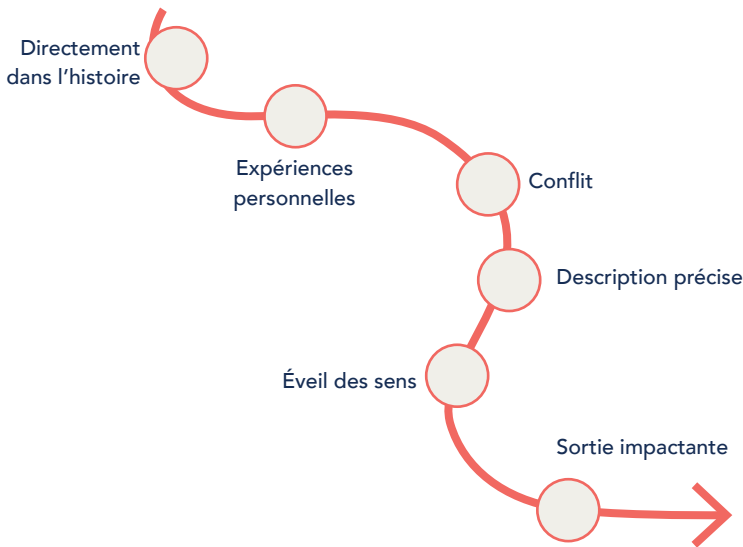 Directement
dans l'histoire
Expériences
personnelles
Conflit
Description précise
Éveil des sens
Sortie impactante